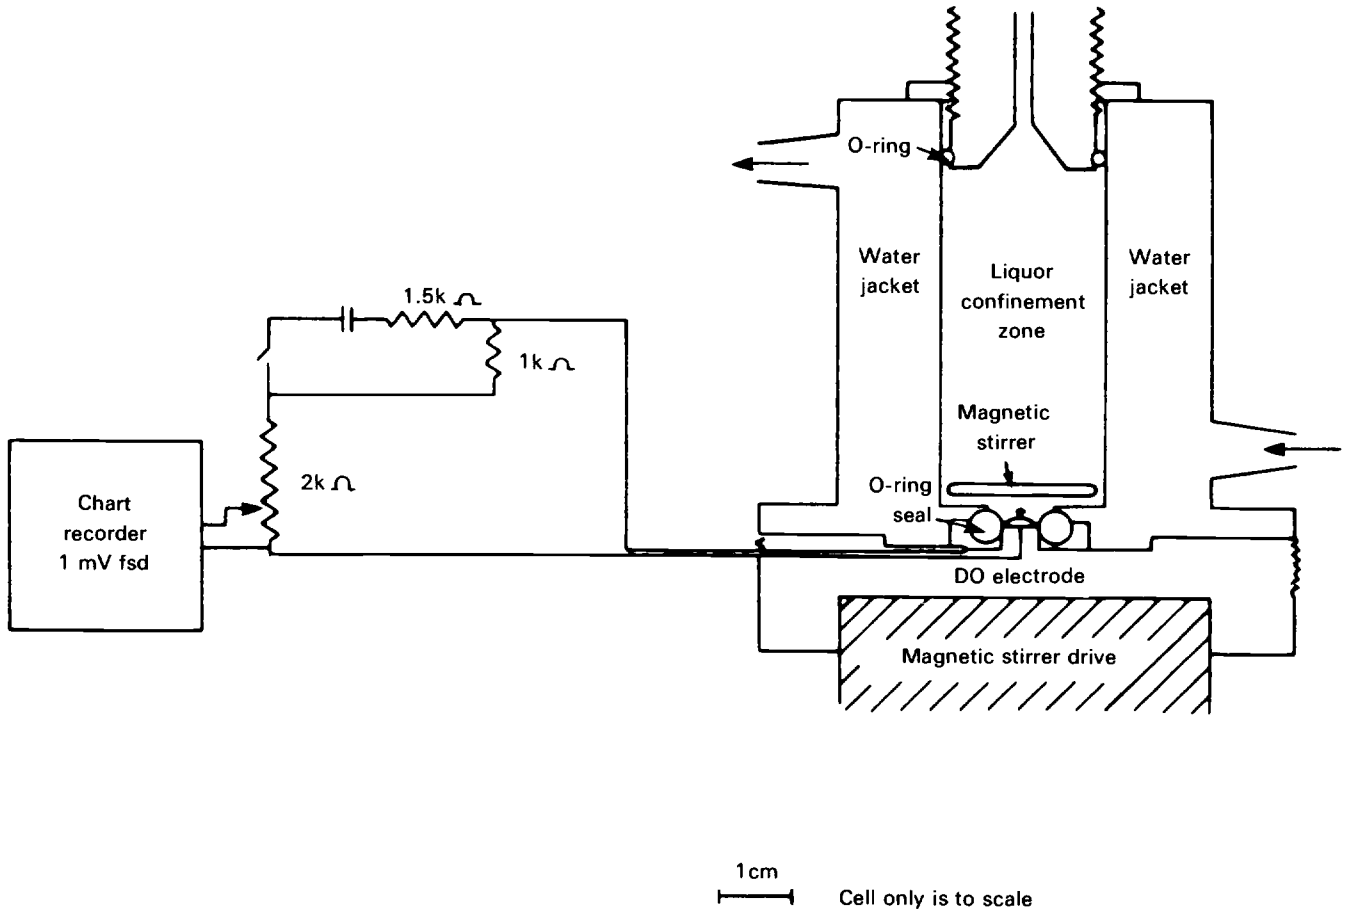 O-ring
Water
jacket
Liquor
confinement
zone
Water
jacket
1.5k Ω
1k Ω
Magnetic
stirrer
2k Ω
O-ring
seal
Chart
recorder
1 mV fsd
DO electrode
Magnetic stirrer drive
1cm
Cell only is to scale